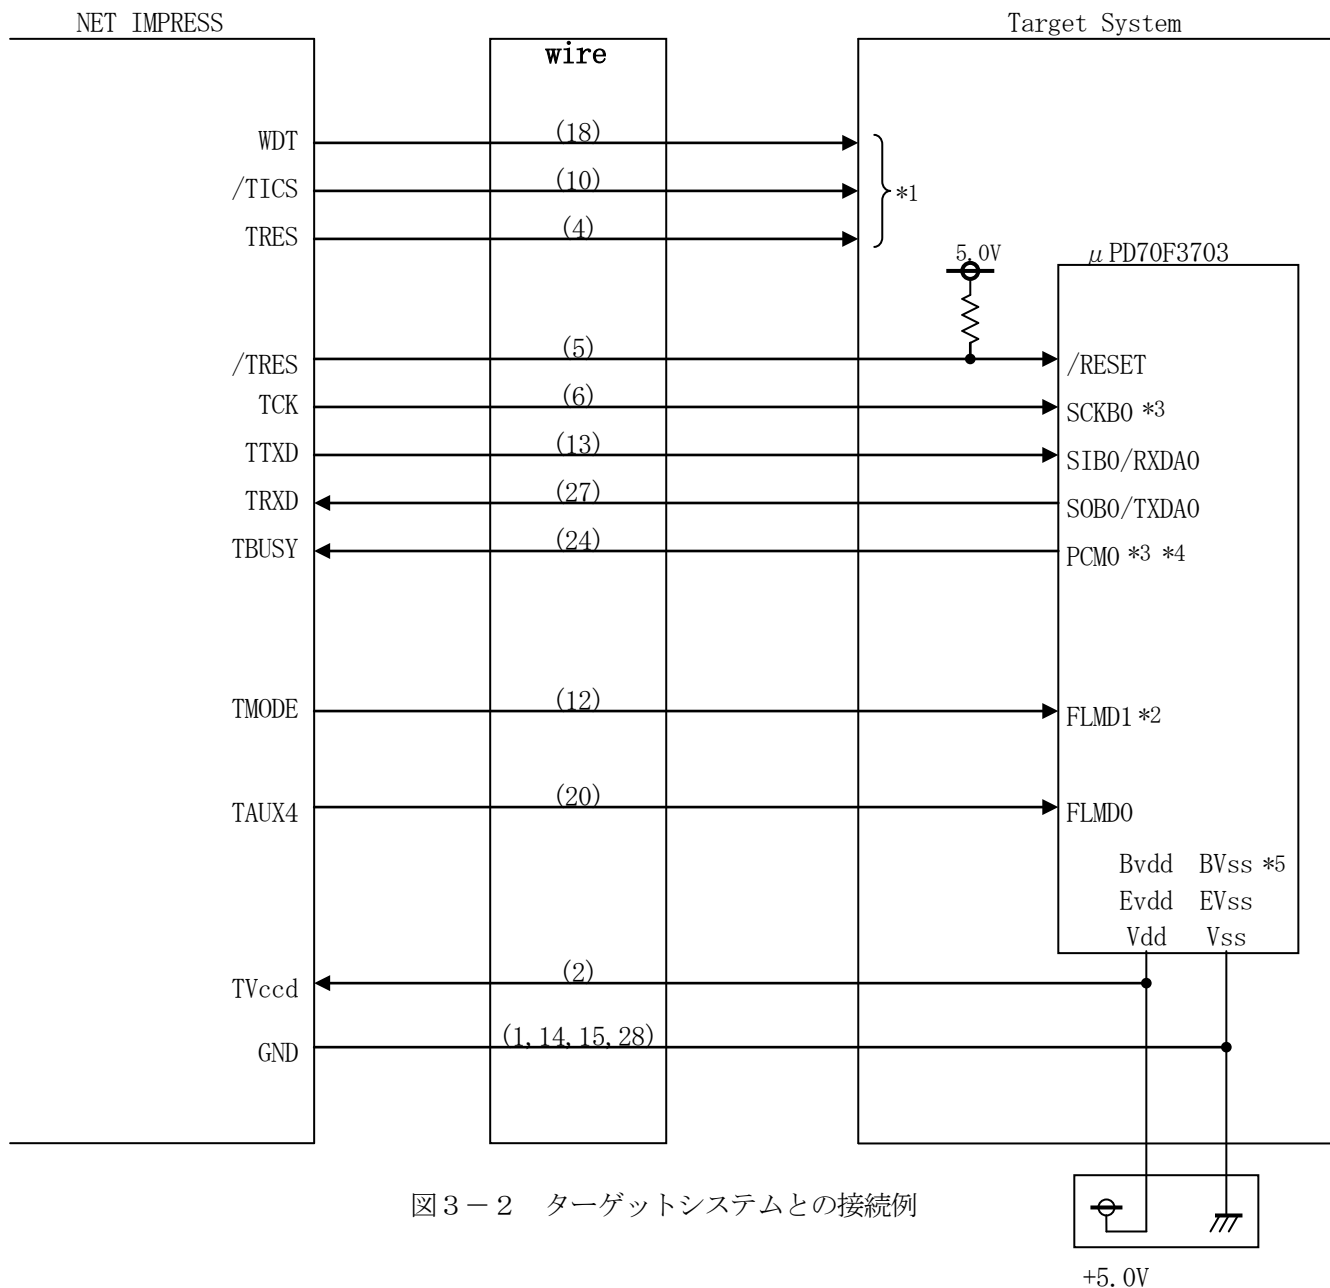 NET IMPRESS
Target System
wire
WDT (18)
/TICS (10) *1
TRES (4)
5.0V μPD70F3703
/TRES (5) /RESET
TCK (6) SCKB0 *3
TTXD (13) SIB0/RXDA0
TRXD (27) SOB0/TXDA0
TBUSY (24) PCM0 *3 *4
TMODE (12) FLMD1 *2
TAUX4 (20) FLMD0
Bvdd BVss *5
Evdd EVss
Vdd Vss
TVccd (2)
GND (1,14,15,28)
図3-2 ターゲットシステムとの接続例
+5.0V